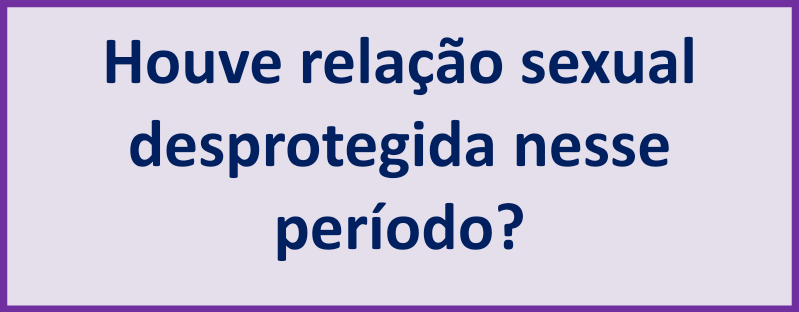 Houve relação sexual
desprotegida nesse
período?